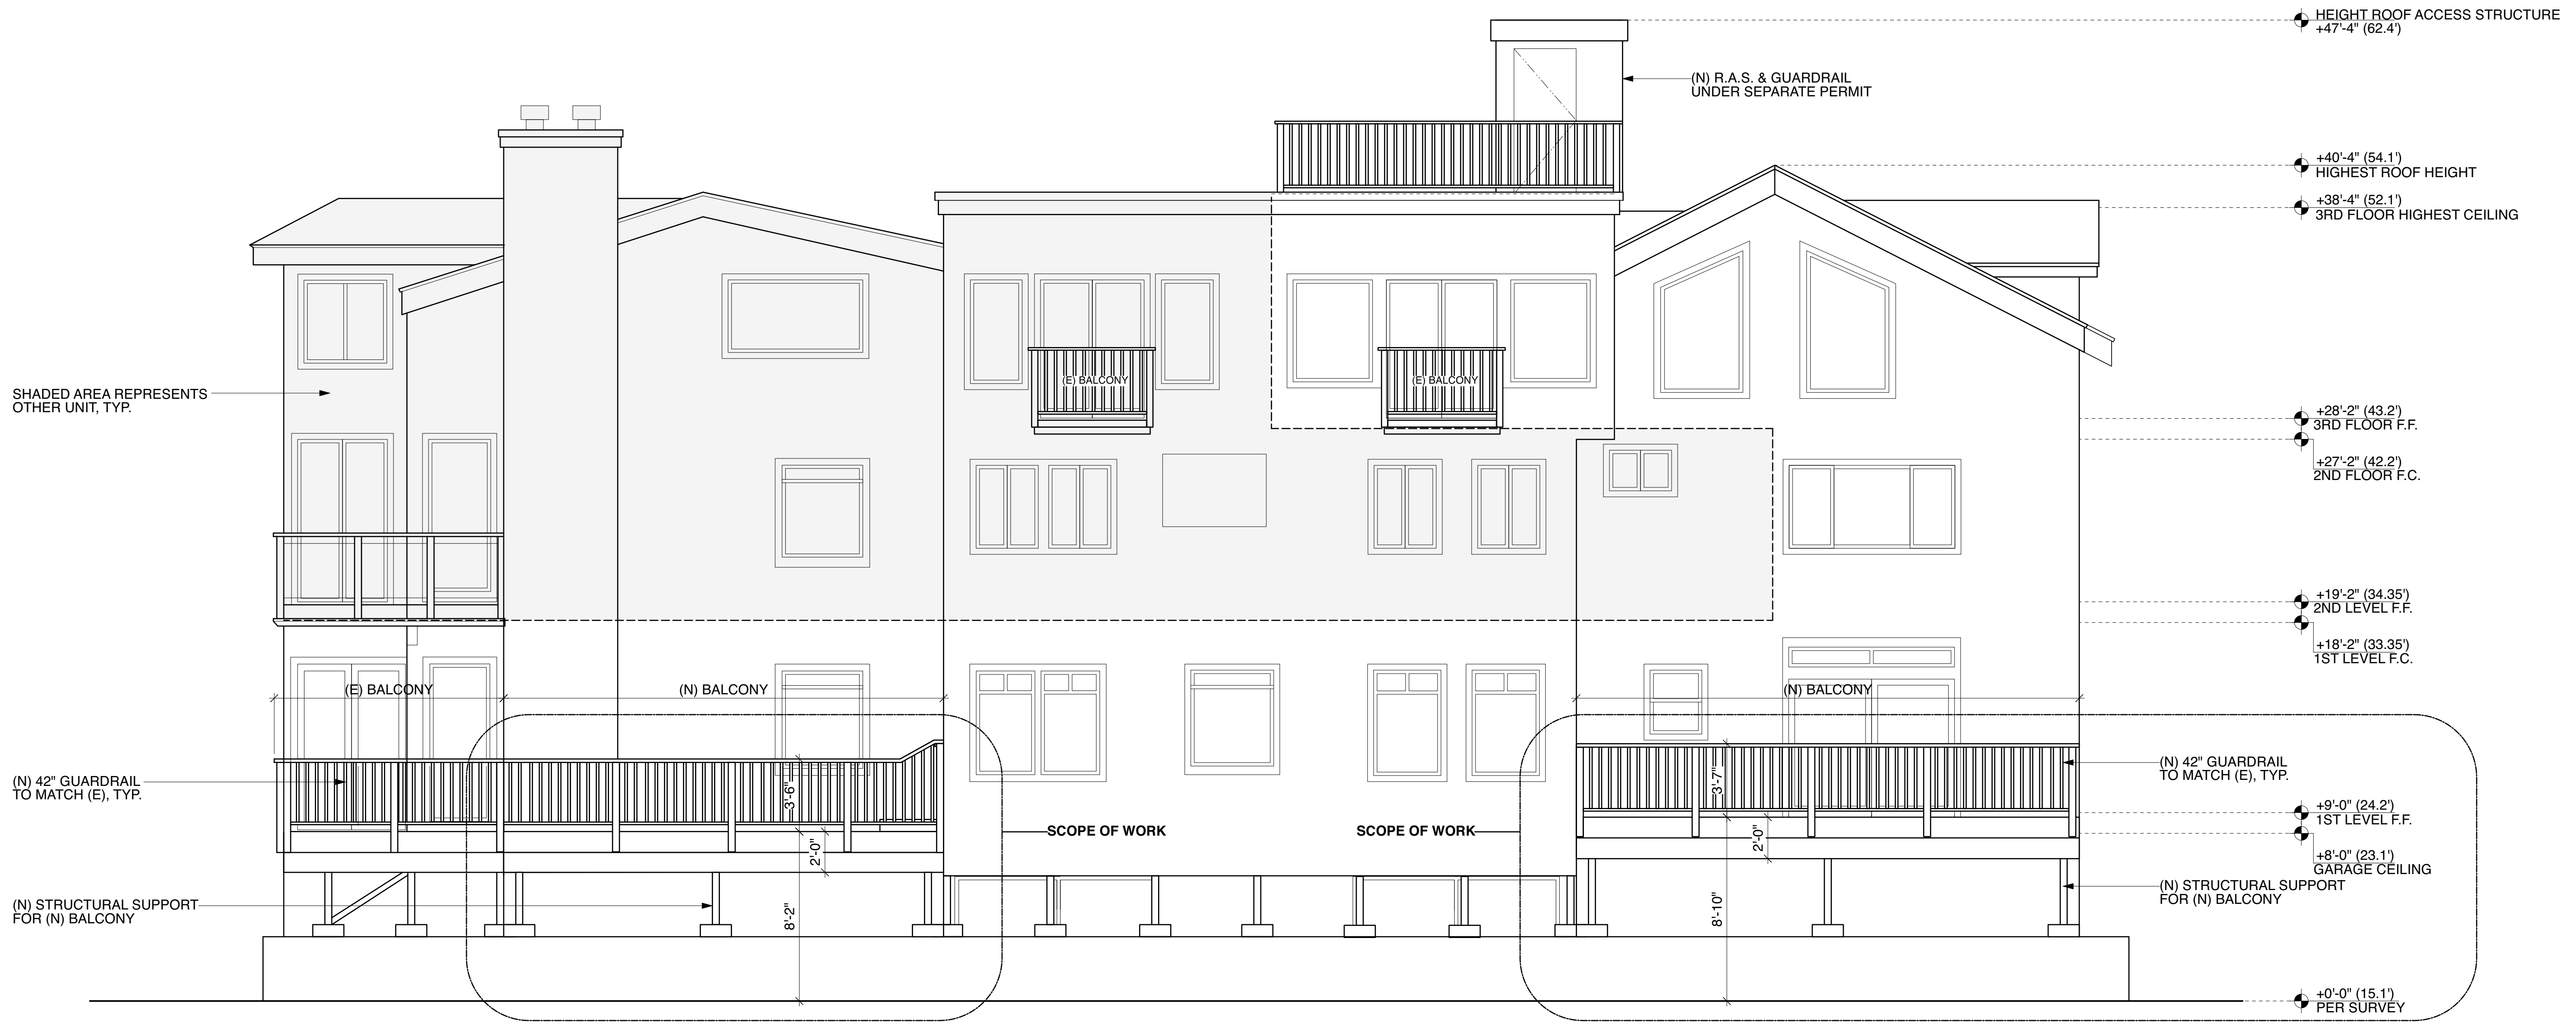 HEIGHT ROOF ACCESS STRUCTURE
+47'-4" (62.4')
(N) R.A.S. & GUARDRAIL
UNDER SEPARATE PERMIT
+40'-4" (54.1')
HIGHEST ROOF HEIGHT
+38'-4" (52.1')
3RD FLOOR HIGHEST CEILING
(E) BALCONY
(E) BALCONY
SHADED AREA REPRESENTS
OTHER UNIT, TYP.
+28'-2" (43.2')
3RD FLOOR F.F.
+27'-2" (42.2')
2ND FLOOR F.C.
+19'-2" (34.35')
2ND LEVEL F.F.
+18'-2" (33.35')
1ST LEVEL F.C.
(E) BALCONY
(N) BALCONY
(N) BALCONY
(N) 42" GUARDRAIL
TO MATCH (E), TYP.
3'-6"
3'-7"
(N) 42" GUARDRAIL
TO MATCH (E), TYP.
+9'-0" (24.2')
1ST LEVEL F.F.
SCOPE OF WORK
SCOPE OF WORK
2'-0"
2'-0"
+8'-0" (23.1')
GARAGE CEILING
(N) STRUCTURAL SUPPORT
FOR (N) BALCONY
8'-2"
8'-10"
(N) STRUCTURAL SUPPORT
FOR (N) BALCONY
+0'-0" (15.1')
PER SURVEY